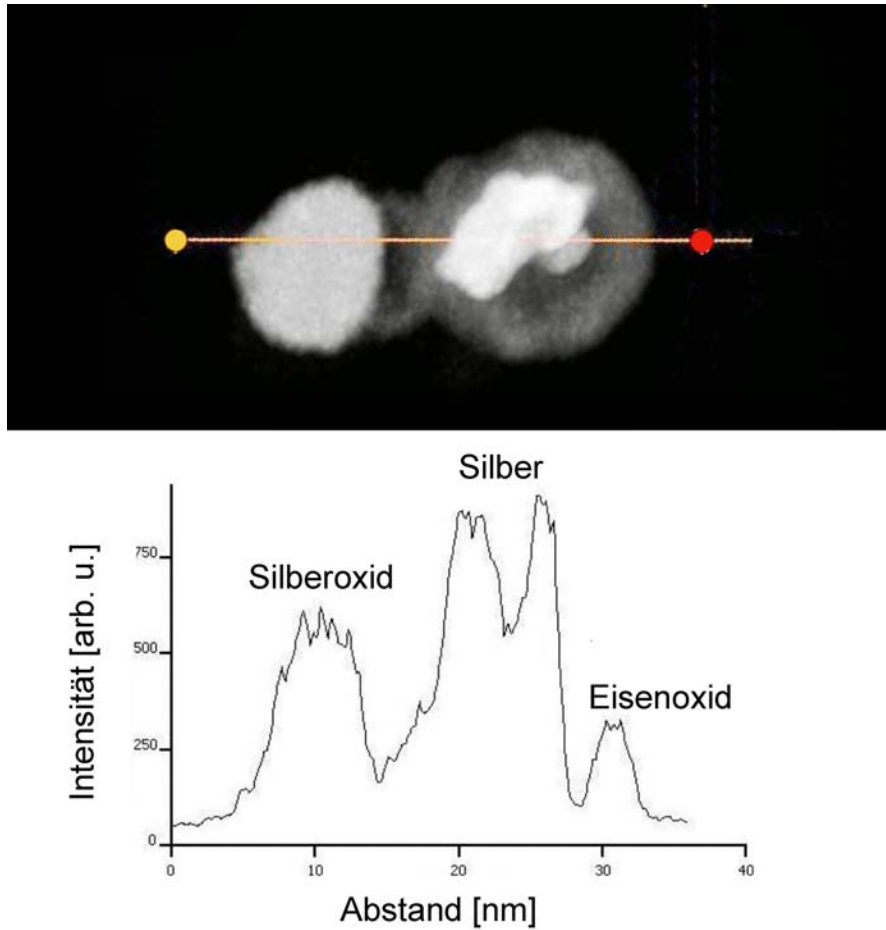 Silber
Silberoxid
Eisenoxid
Intensität [arb. u.]
750
500
250
0
0 10 20 30 40
Abstand [nm]